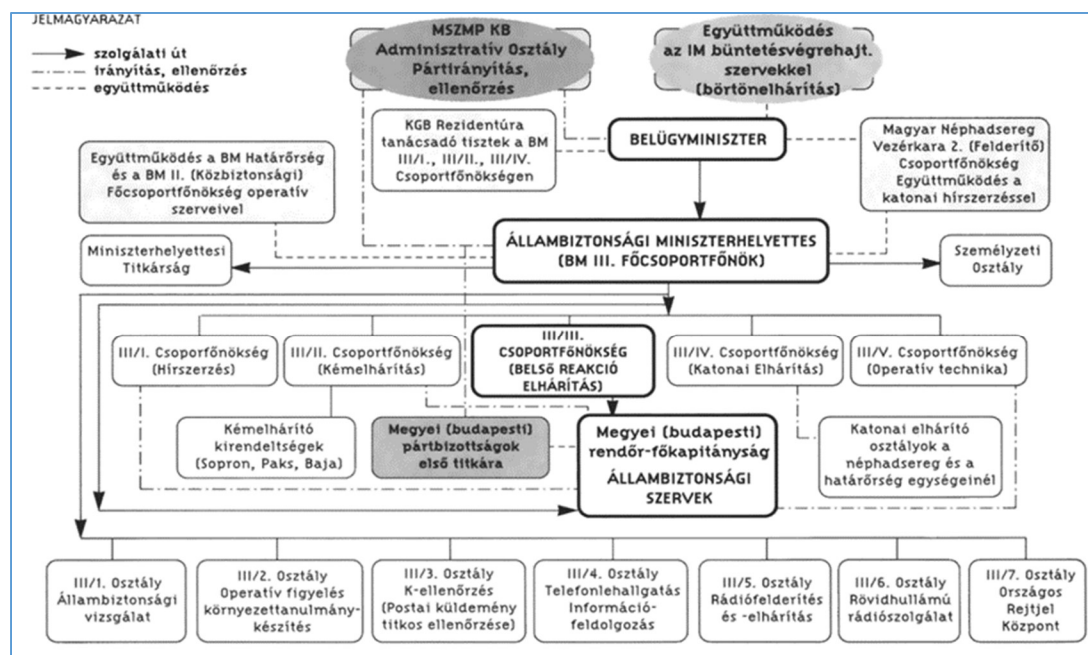 JELMAGYARÁZAT
szolgálati út
irányítás, ellenőrzés
együttműködés
MSZMP KB
Adminisztratív Osztály
Pártirányítás,
ellenőrzés
Együttműködés
az IM büntetésvégrehajt.
szervekkel
(börtönelhárítás)
KGB Rezidentúra
tanácsadó tisztek a BM
III/I., III/II., III/IV.
Csoportfőnökségen
BELÜGYMINISZTER
Magyar Néphadsereg
Vezérkara 2. (Felderítő)
Csoportfőnökség
Együttműködés a
katonai hírszerzéssel
Együttműködés a BM Határőrség
és a BM II. (Közbiztonsági)
Főcsoportfőnökség operatív
szerveivel
Miniszterhelyettesi
Titkárság
ÁLLAMBIZTONSÁGI MINISZTERHELYETTES
(BM III. FŐCSOPORTFŐNÖK)
Személyzeti
Osztály
III/I. Csoporfőnökség
(Hírszerzés)
III/II. Csoportfőnökség
(Kémelhárítás)
III/III.
CSOPORTFőNÖKSÉG
(BELSő REAKCIÓ
ELHÁRÍTÁS)
III/IV. Csoportfőnökség
(Katonai Elhárítás)
III/V. Csoportfőnökség
(Operatív technika)
Kémelhárító
kirendeltségek
(Sopron, Paks, Baja)
Megyei (budapesti)
pártbizottságok
első titkára
Megyei (budapesti)
rendőr-főkapitányság
ÁLLAMBIZTONSÁGI
SZERVEK
Katonai elhárító
osztályok a
néphadsereg és a
határőrség egységeinél
III/1. Osztály
Állambiztonsági
vizsgálat
III/2. Osztály
Operatív figyelés
környezettanulmány-
készítés
III/3. Osztály
K-ellenőrzés
(Postai küldemény
titkos ellenőrzése)
III/4. Osztály
Telefonlehallgatás
Információ-
feldolgozás
III/5. Osztály
Rádiófelderítés
és -elhárítás
III/6. Osztály
Rövidhullámú
rádiószolgálat
III/7. Osztály
Országos
Rejtjel
Központ